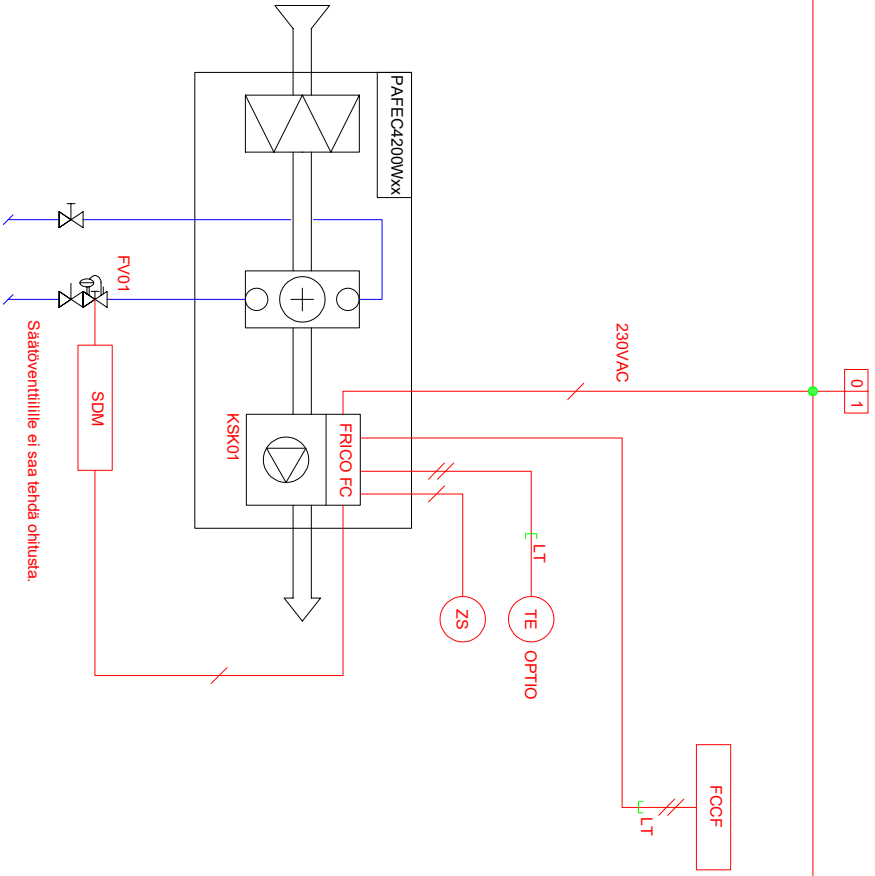 PAFEC4200Wxx
0 1
230VAC
FV01
SDM
Säätöventtiilille ei saa tehdä ohitusta.
KSK01
FRICO FC
LT
TE OPTIO
ZS
FCCF
LT